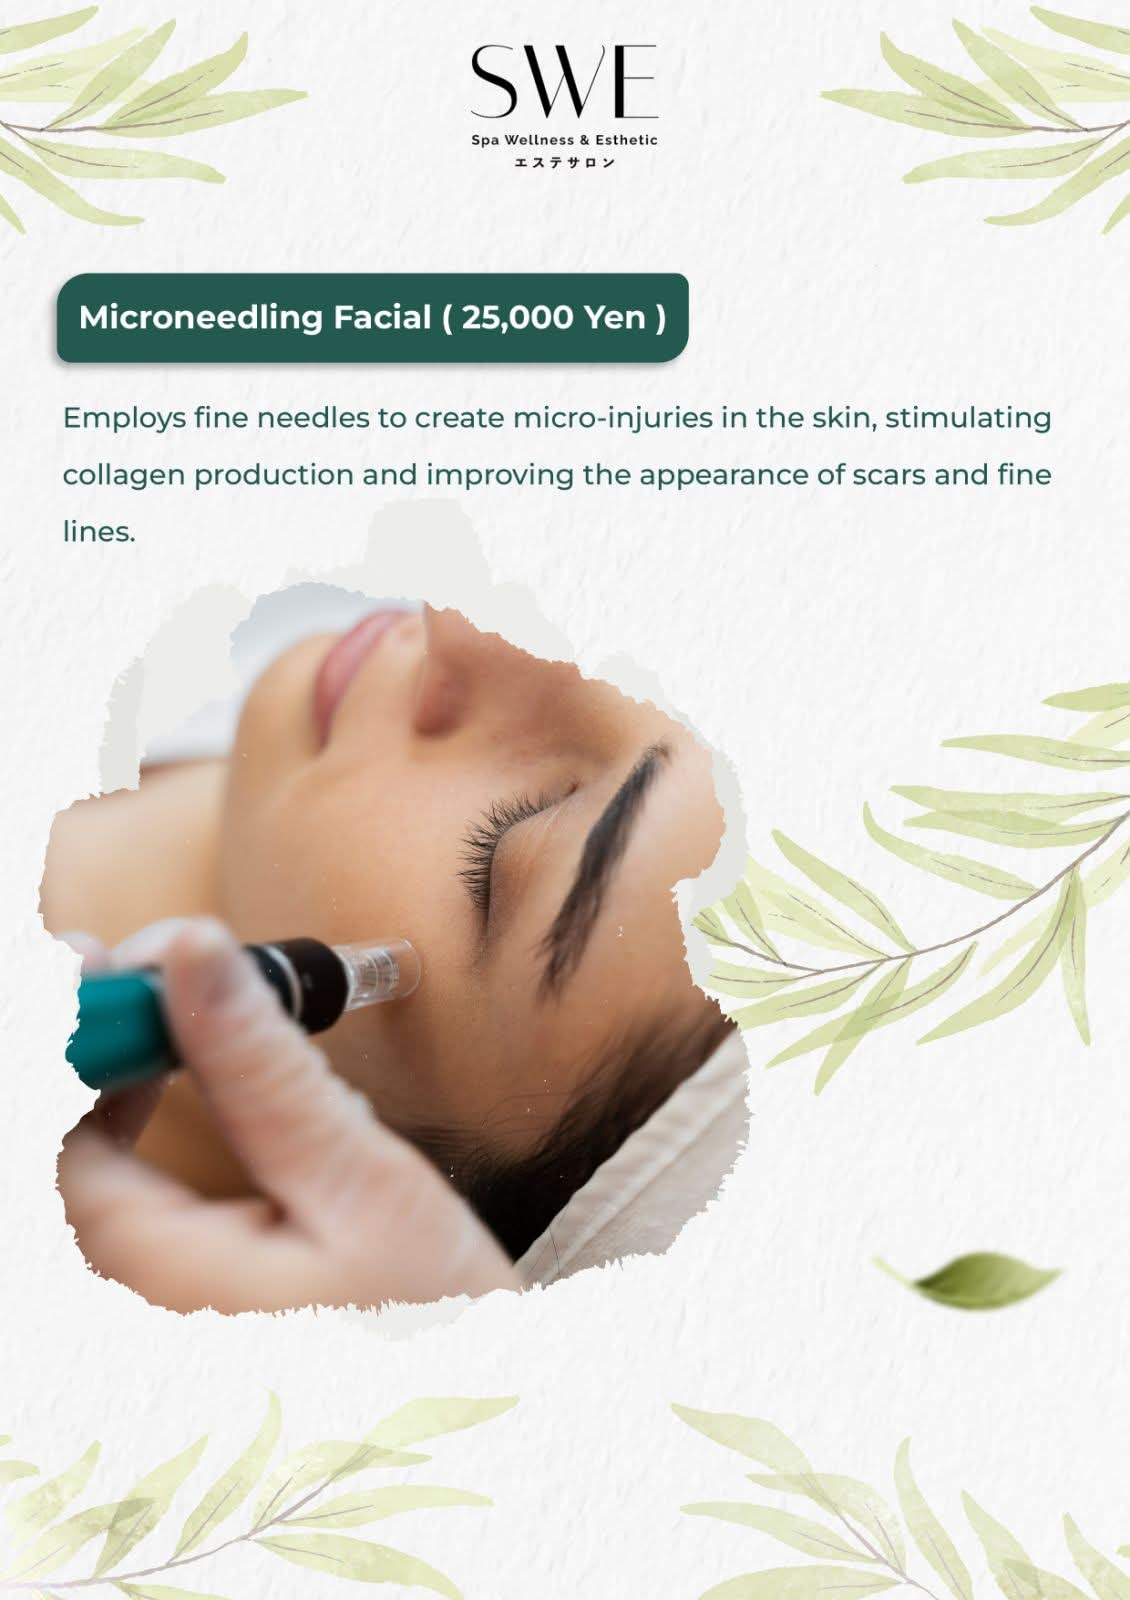 SWE
Spa Wellness & Esthetic
エステサロン
Microneedling Facial ( 25,000 Yen )
Employs fine needles to create micro-injuries in the skin, stimulating
collagen production and improving the appearance of scars and fine
lines.